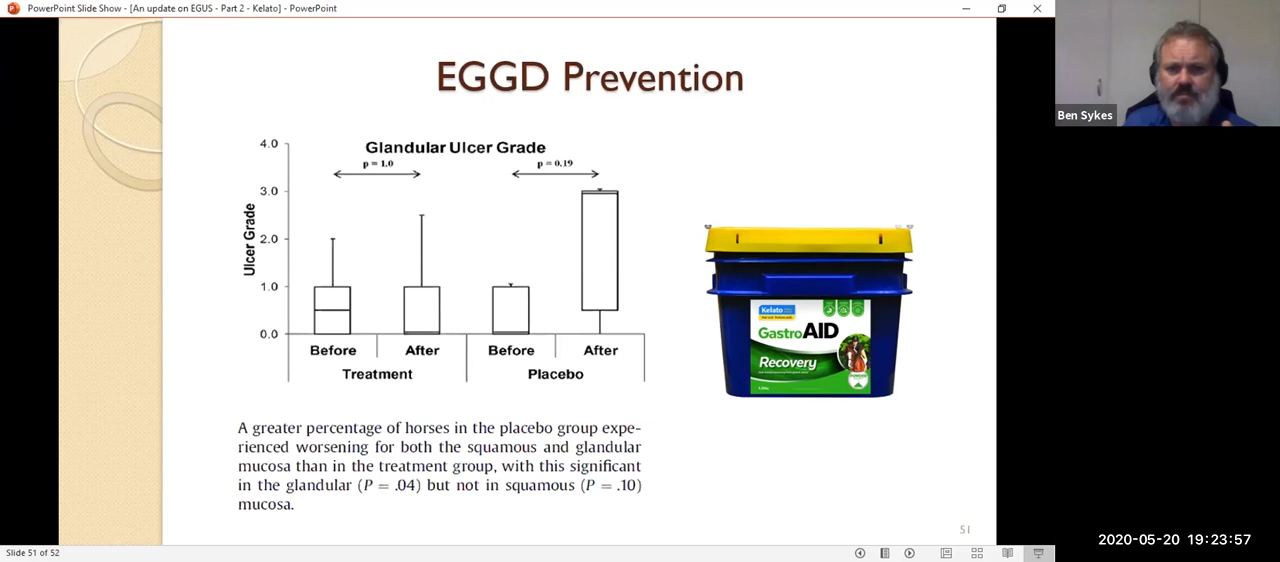 PowerPoint Slide Show - [An update on EGUS - Part 2 - Kelato] - PowerPoint
Ben Sykes
EGGD Prevention
Glandular Ulcer Grade
p = 1.0
p = 0.19
Ulcer Grade
4.0
3.0
2.0
1.0
0.0
Before
After
Before
After
Treatment
Placebo
Kelato
GastroAID
Recovery
A greater percentage of horses in the placebo group expe-
rienced worsening for both the squamous and glandular
mucosa than in the treatment group, with this significant
in the glandular (P = .04) but not in squamous (P = .10)
mucosa.
51
2020-05-20 19:23:57
Slide 51 of 52